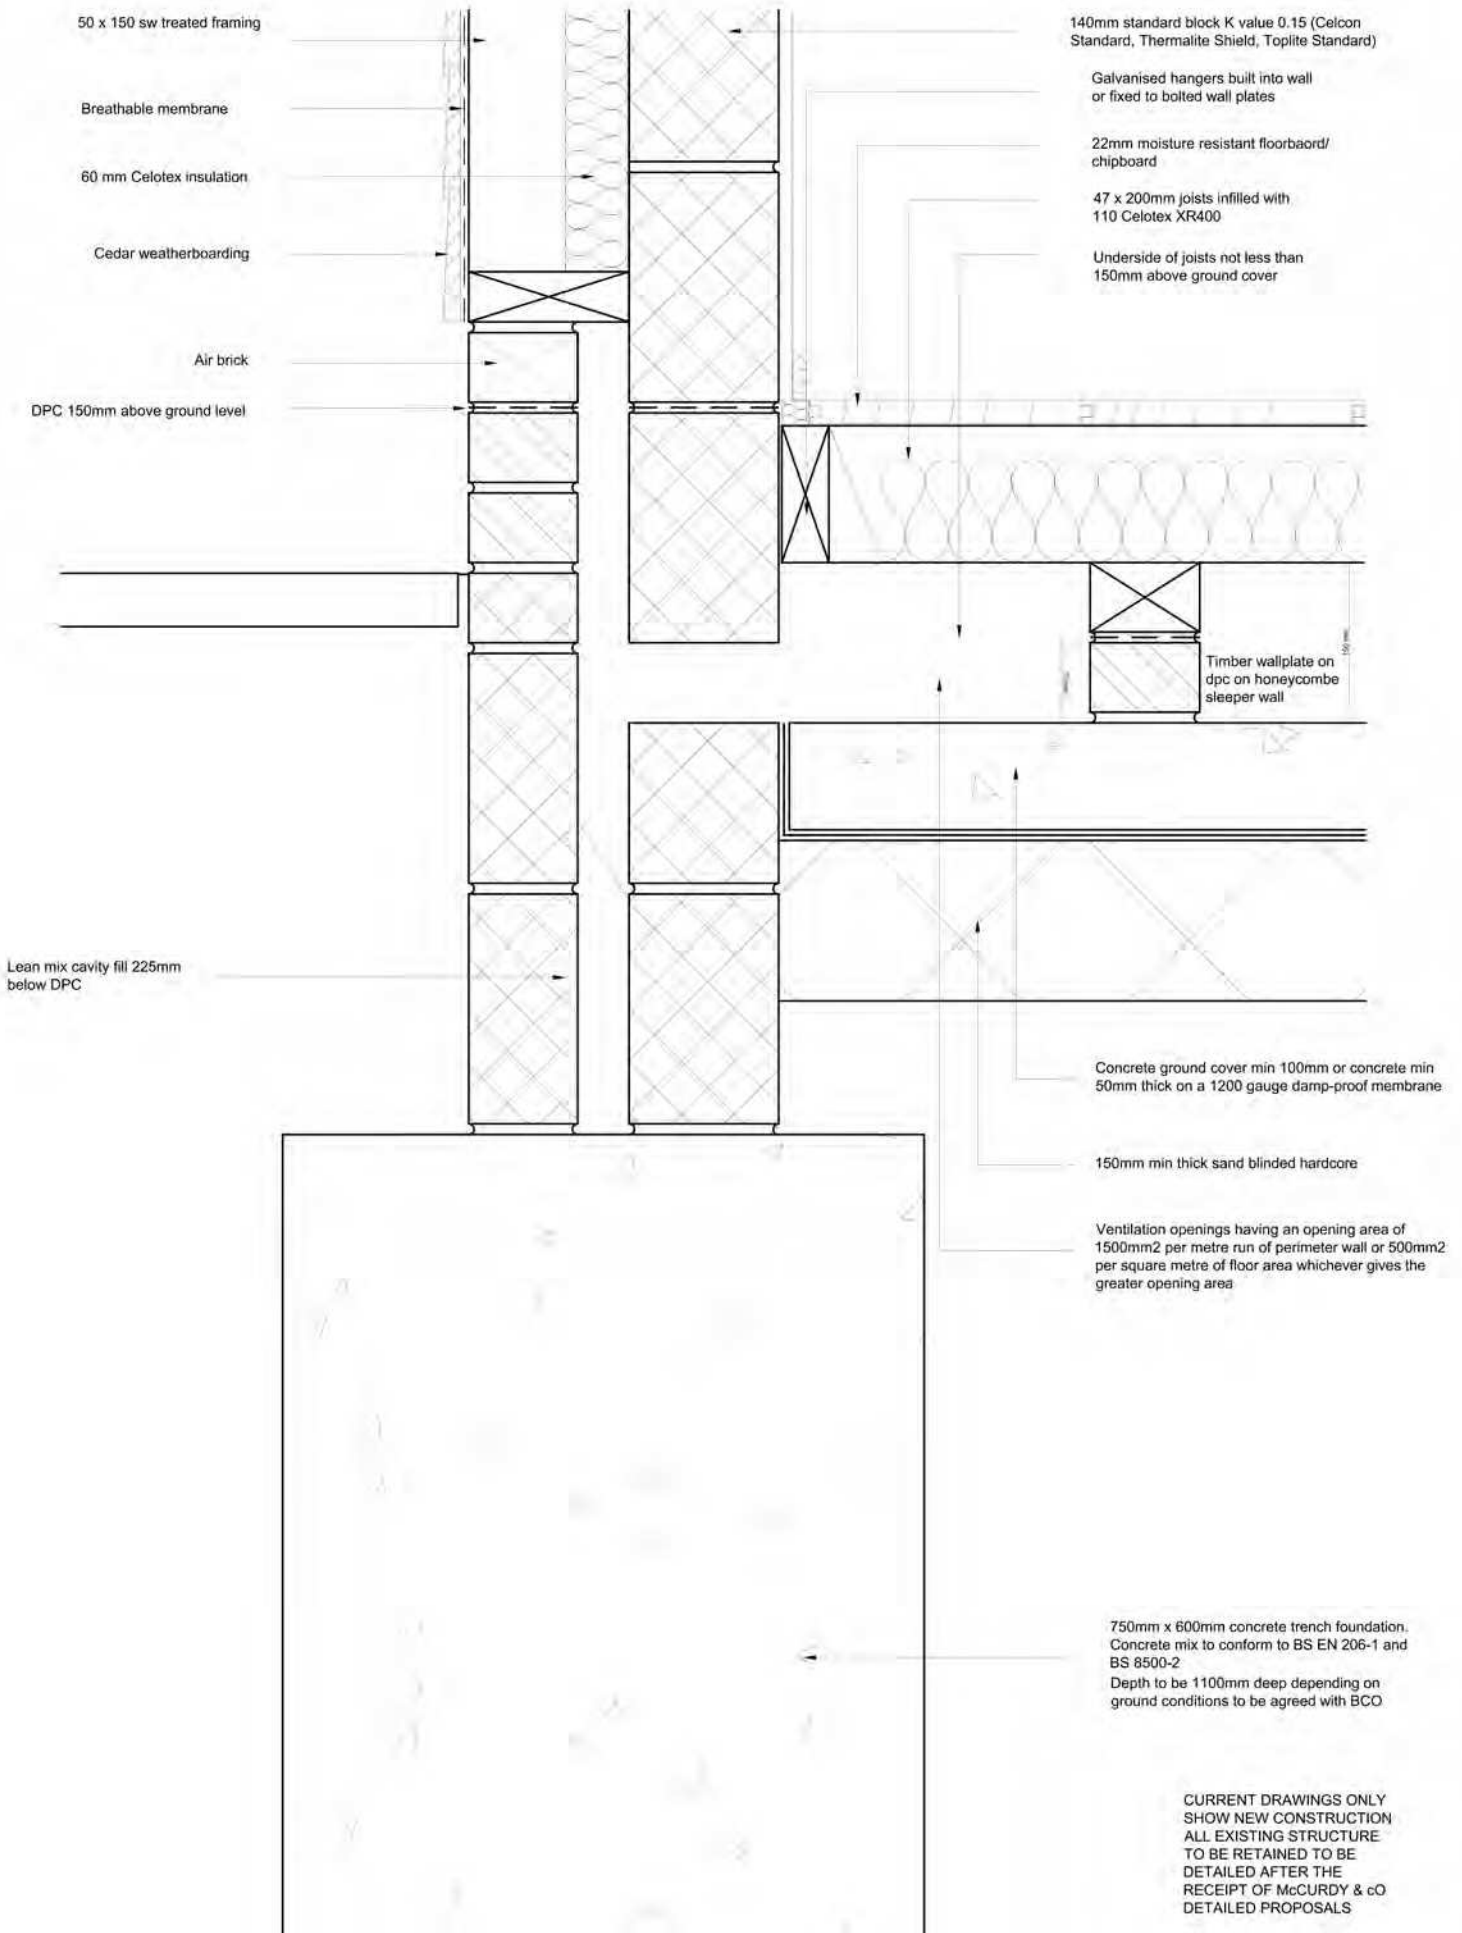 50 x 150 sw treated framing
Breathable membrane
60 mm Celotex insulation
Cedar weatherboarding
Air brick
DPC 150mm above ground level
Lean mix cavity fill 225mm
below DPC
140mm standard block K value 0.15 (Celcon
Standard, Thermalite Shield, Toplite Standard)
Galvanised hangers built into wall
or fixed to bolted wall plates
22mm moisture resistant floorbaord/
chipboard
47 x 200mm joists infilled with
110 Celotex XR400
Underside of joists not less than
150mm above ground cover
Timber wallplate on
dpc on honeycombe
sleeper wall
Concrete ground cover min 100mm or concrete min
50mm thick on a 1200 gauge damp-proof membrane
150mm min thick sand blinded hardcore
Ventilation openings having an opening area of
1500mm2 per metre run of perimeter wall or 500mm2
per square metre of floor area whichever gives the
greater opening area
750mm x 600mm concrete trench foundation.
Concrete mix to conform to BS EN 206-1 and
BS 8500-2
Depth to be 1100mm deep depending on
ground conditions to be agreed with BCO
CURRENT DRAWINGS ONLY
SHOW NEW CONSTRUCTION
ALL EXISTING STRUCTURE
TO BE RETAINED TO BE
DETAILED AFTER THE
RECEIPT OF McCURDY & cO
DETAILED PROPOSALS